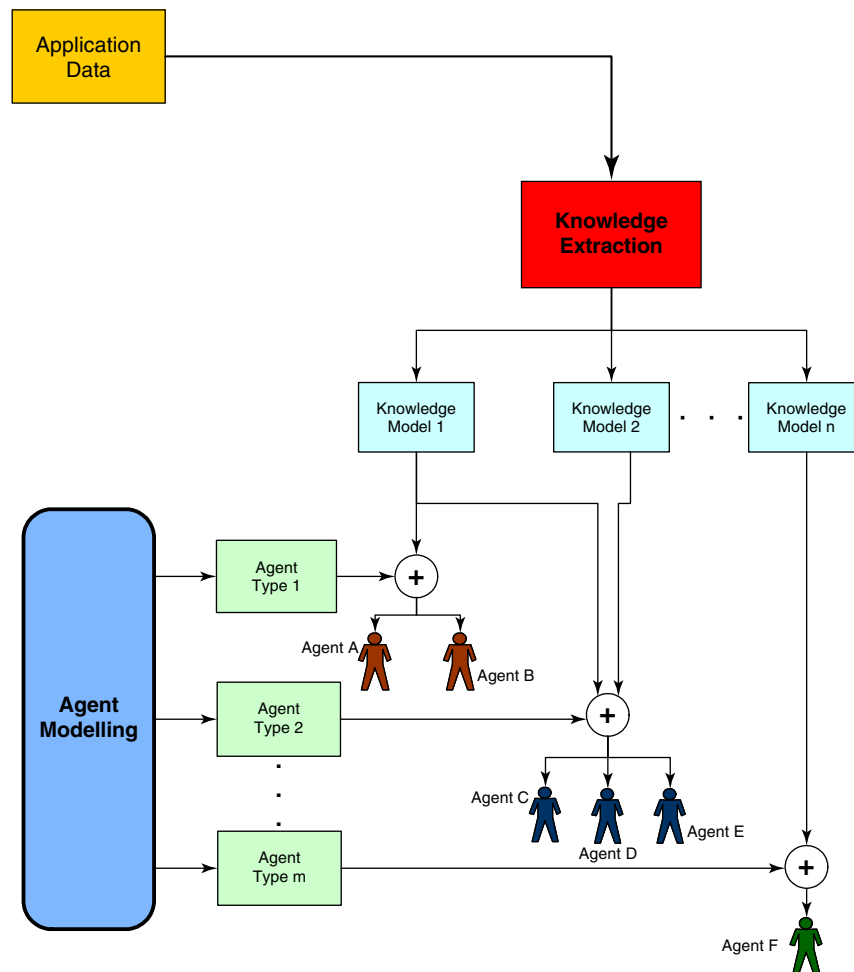 Application
Data
Knowledge
Extraction
Knowledge
Model 1
Knowledge
Model 2
. . .
Knowledge
Model n
Agent
Modelling
Agent
Type 1
+
Agent A
Agent B
Agent
Type 2
+
.
.
.
Agent C
Agent D
Agent E
Agent
Type m
+
Agent F